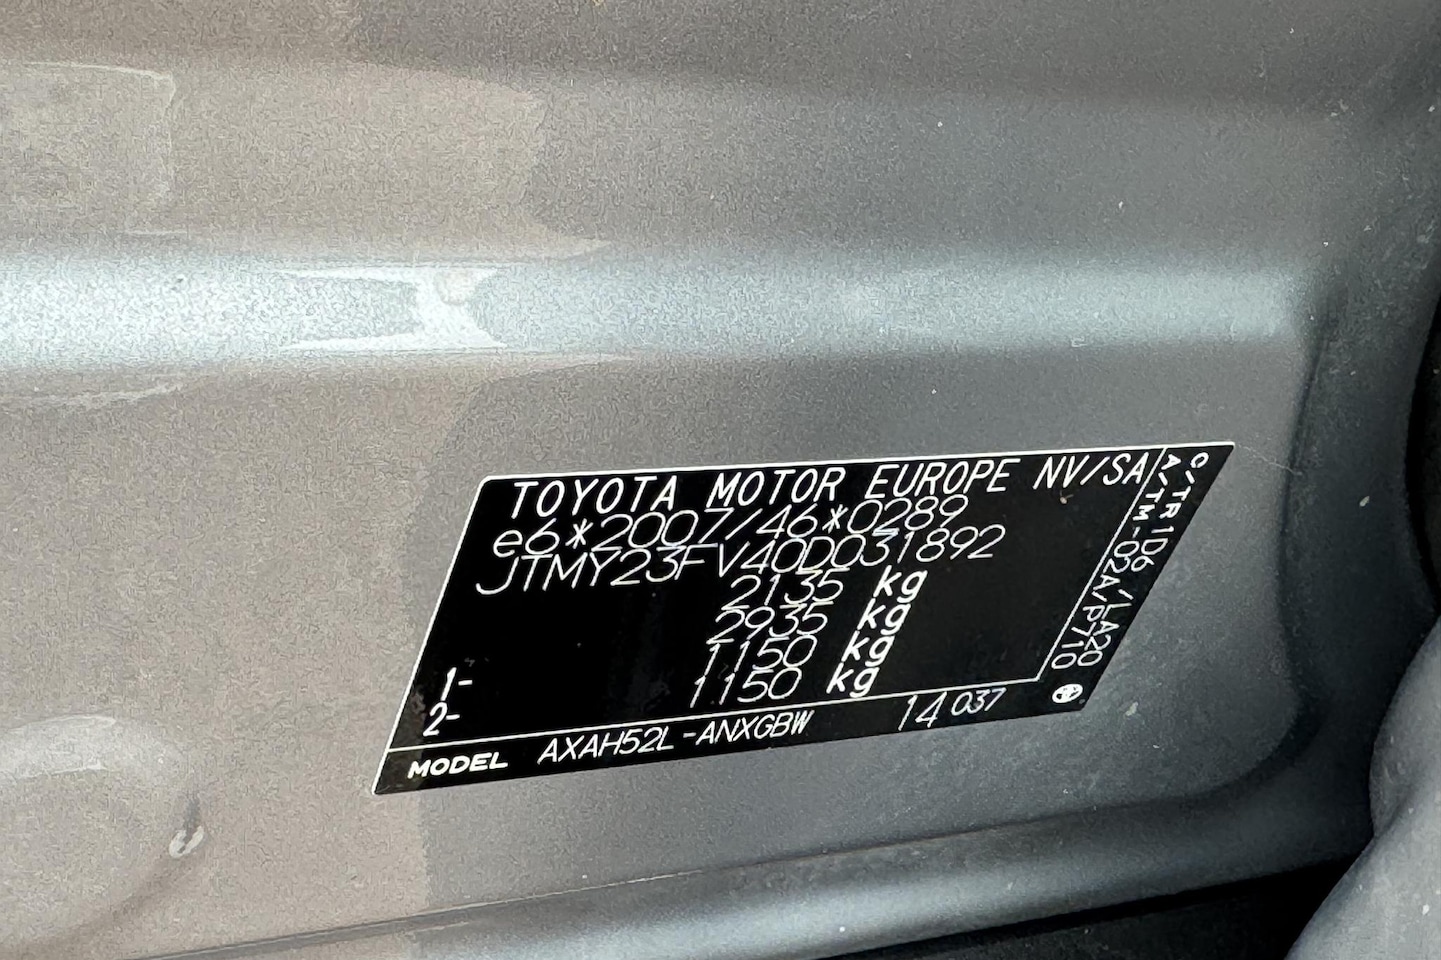 TOYOTA MOTOR EUROPE NV/SA
e6*2007/46*0289
JTMY23FV40D031892
2135 kg
2935 kg
1- 1150 kg
2- 1150 kg
MODEL AXAH52L-ANXGBW 14 037
C/TR 1D6/LA20
A/TM -02A/P710